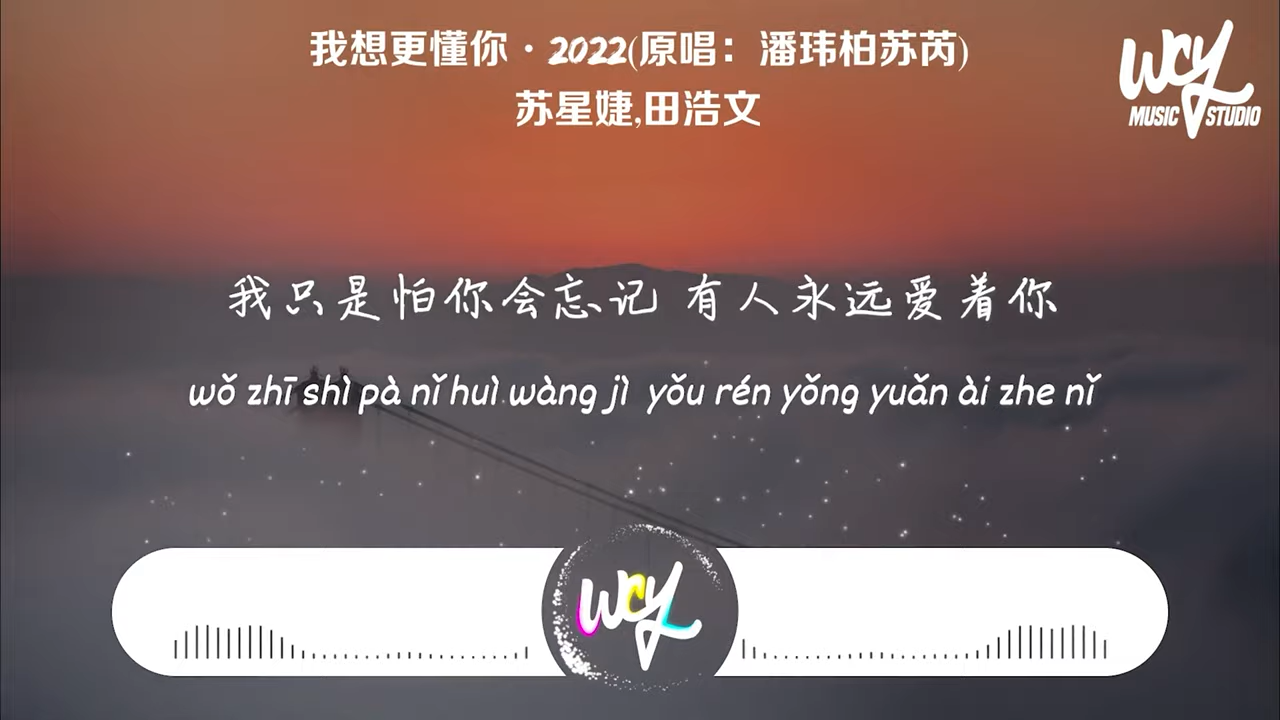 我想更懂你·2022(原唱：潘玮柏苏芮)
苏星婕,田浩文
wcy
MUSIC STUDIO
我只是怕你会忘记 有人永远爱着你
wǒ zhī shì pà nǐ huì wàng jì yǒu rén yǒng yuǎn ài zhe nǐ
wcy